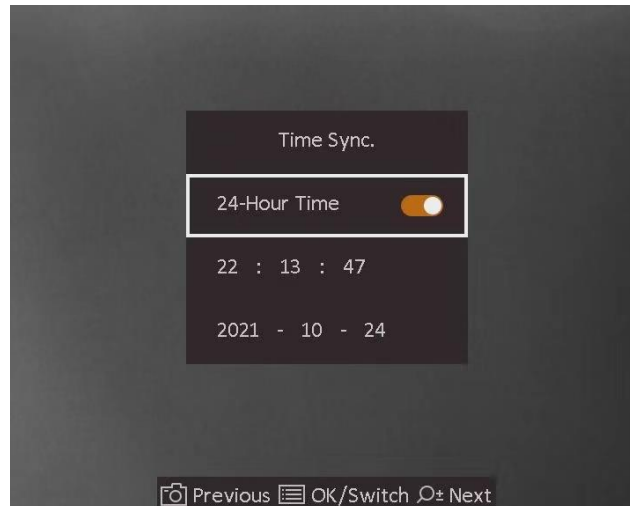 Time Sync.
24-Hour Time
22 : 13 : 47
2021 - 10 - 24
Previous OK/Switch Next